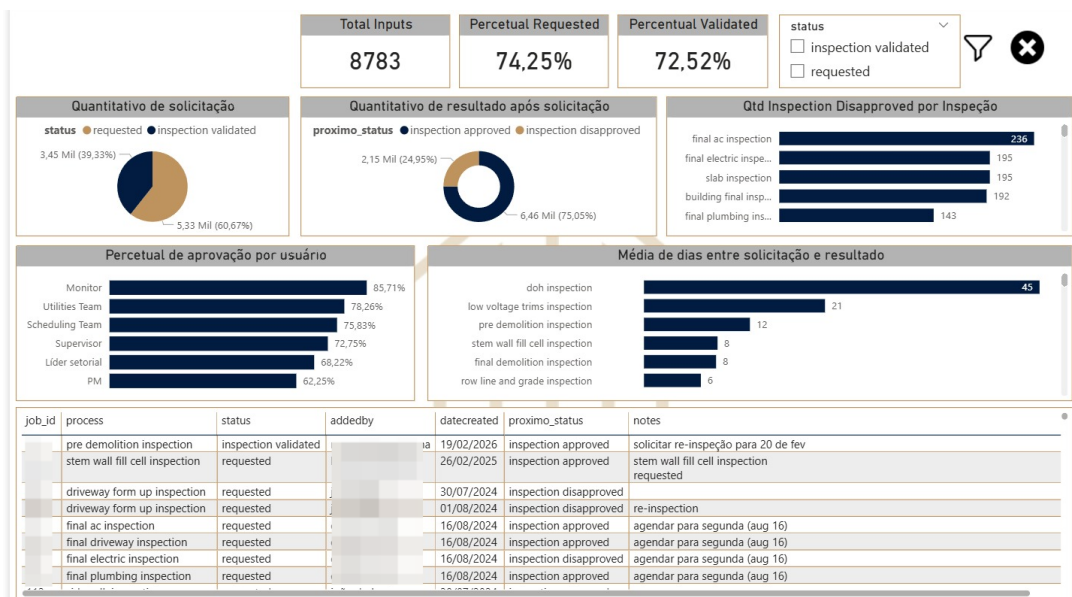 Total Inputs
8783
Percetual Requested
74,25%
Percentual Validated
72,52%
status
inspection validated
requested
Quantitativo de solicitação
status requested inspection validated
3,45 Mil (39,33%)
5,33 Mil (60,67%)
Quantitativo de resultado após solicitação
proximo_status inspection approved inspection disapproved
2,15 Mil (24,95%)
6,46 Mil (75,05%)
Qtd Inspection Disapproved por Inspeção
final ac inspection 236
final electric inspe... 195
slab inspection 195
building final insp... 192
final plumbing ins... 143
Percetual de aprovação por usuário
Monitor 85,71%
Utilities Team 78,26%
Scheduling Team 75,83%
Supervisor 72,75%
Líder setorial 68,22%
PM 62,25%
Média de dias entre solicitação e resultado
doh inspection 45
low voltage trims inspection 21
pre demolition inspection 12
stem wall fill cell inspection 8
final demolition inspection 8
row line and grade inspection 6
job_id process status addedby datecreated proximo_status notes
pre demolition inspection inspection validated 19/02/2026 inspection approved solicitar re-inspeção para 20 de fev
stem wall fill cell inspection requested 26/02/2025 inspection approved stem wall fill cell inspection
requested
driveway form up inspection requested 30/07/2024 inspection disapproved
driveway form up inspection requested 01/08/2024 inspection disapproved re-inspection
final ac inspection requested 16/08/2024 inspection approved agendar para segunda (aug 16)
final driveway inspection requested 16/08/2024 inspection approved agendar para segunda (aug 16)
final electric inspection requested 16/08/2024 inspection disapproved agendar para segunda (aug 16)
final plumbing inspection requested 16/08/2024 inspection approved agendar para segunda (aug 16)